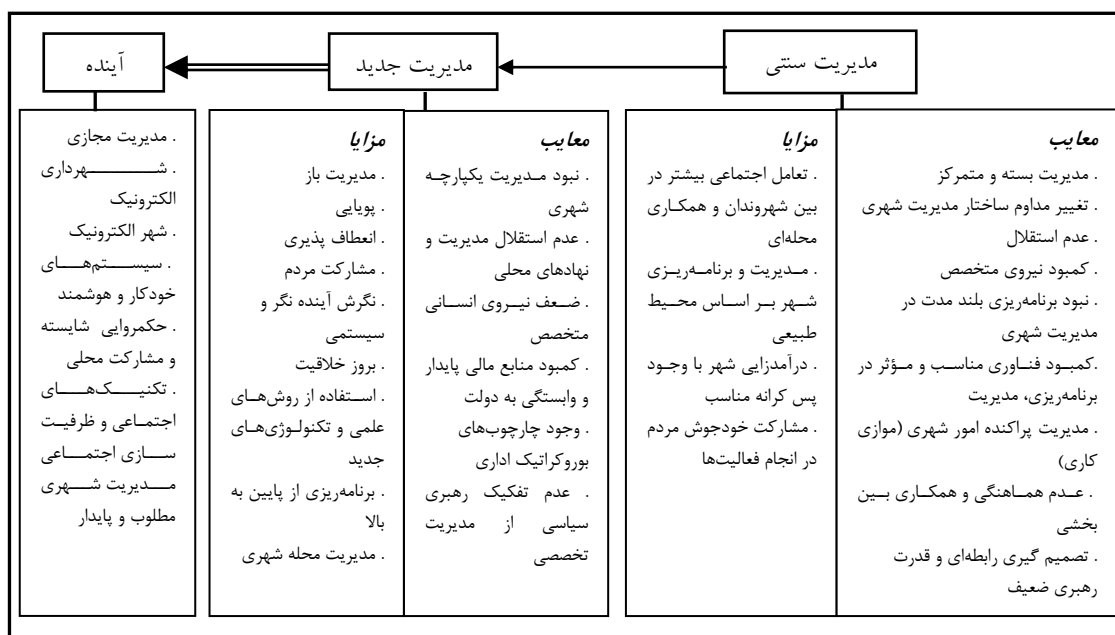 مدیریت سنتی
مدیریت جدید
آینده
معایب
. مدیریت بسته و متمرکز
. تغییر مداوم ساختار مدیریت شهری
. عدم استقلال
. کمبود نیروی متخصص
. نبود برنامه‌ریزی بلند مدت در
مدیریت شهری
.کمبود فناوری مناسب و مؤثر در
برنامه‌ریزی، مدیریت
. مدیریت پراکنده امور شهری (موازی
کاری)
. عدم هماهنگی و همکاری بین
بخشی
. تصمیم گیری رابطه‌ای و قدرت
رهبری ضعیف
مزایا
. تعامل اجتماعی بیشتر در
بین شهروندان و همکاری
محله‌ای
. مدیریت و برنامه‌ریزی
شهر بر اساس محیط
طبیعی
. درآمدزایی شهر با وجود
پس کرانه مناسب
. مشارکت خودجوش مردم
در انجام فعالیت‌ها
معایب
. نبود مدیریت یکپارچه
شهری
. عدم استقلال مدیریت و
نهادهای محلی
. ضعف نیروی انسانی
متخصص
. کمبود منابع مالی پایدار
و وابستگی به دولت
. وجود چارچوب‌های
بوروکراتیک اداری
. عدم تفکیک رهبری
سیاسی از مدیریت
تخصصی
مزایا
. مدیریت باز
. پویایی
. انعطاف پذیری
. مشارکت مردم
. نگرش آینده نگر و
سیستمی
. بروز خلاقیت
. استفاده از روش‌های
علمی و تکنولوژی‌های
جدید
. برنامه‌ریزی از پایین به
بالا
. مدیریت محله شهری
. مدیریت مجازی
. شهرداری
الکترونیک
. شهر الکترونیک
. سیستم‌های
خودکار و هوشمند
. حکمروایی شایسته
و مشارکت محلی
. تکنیک‌های
اجتماعی و ظرفیت
سازی اجتماعی
مدیریت شهری
مطلوب و پایدار